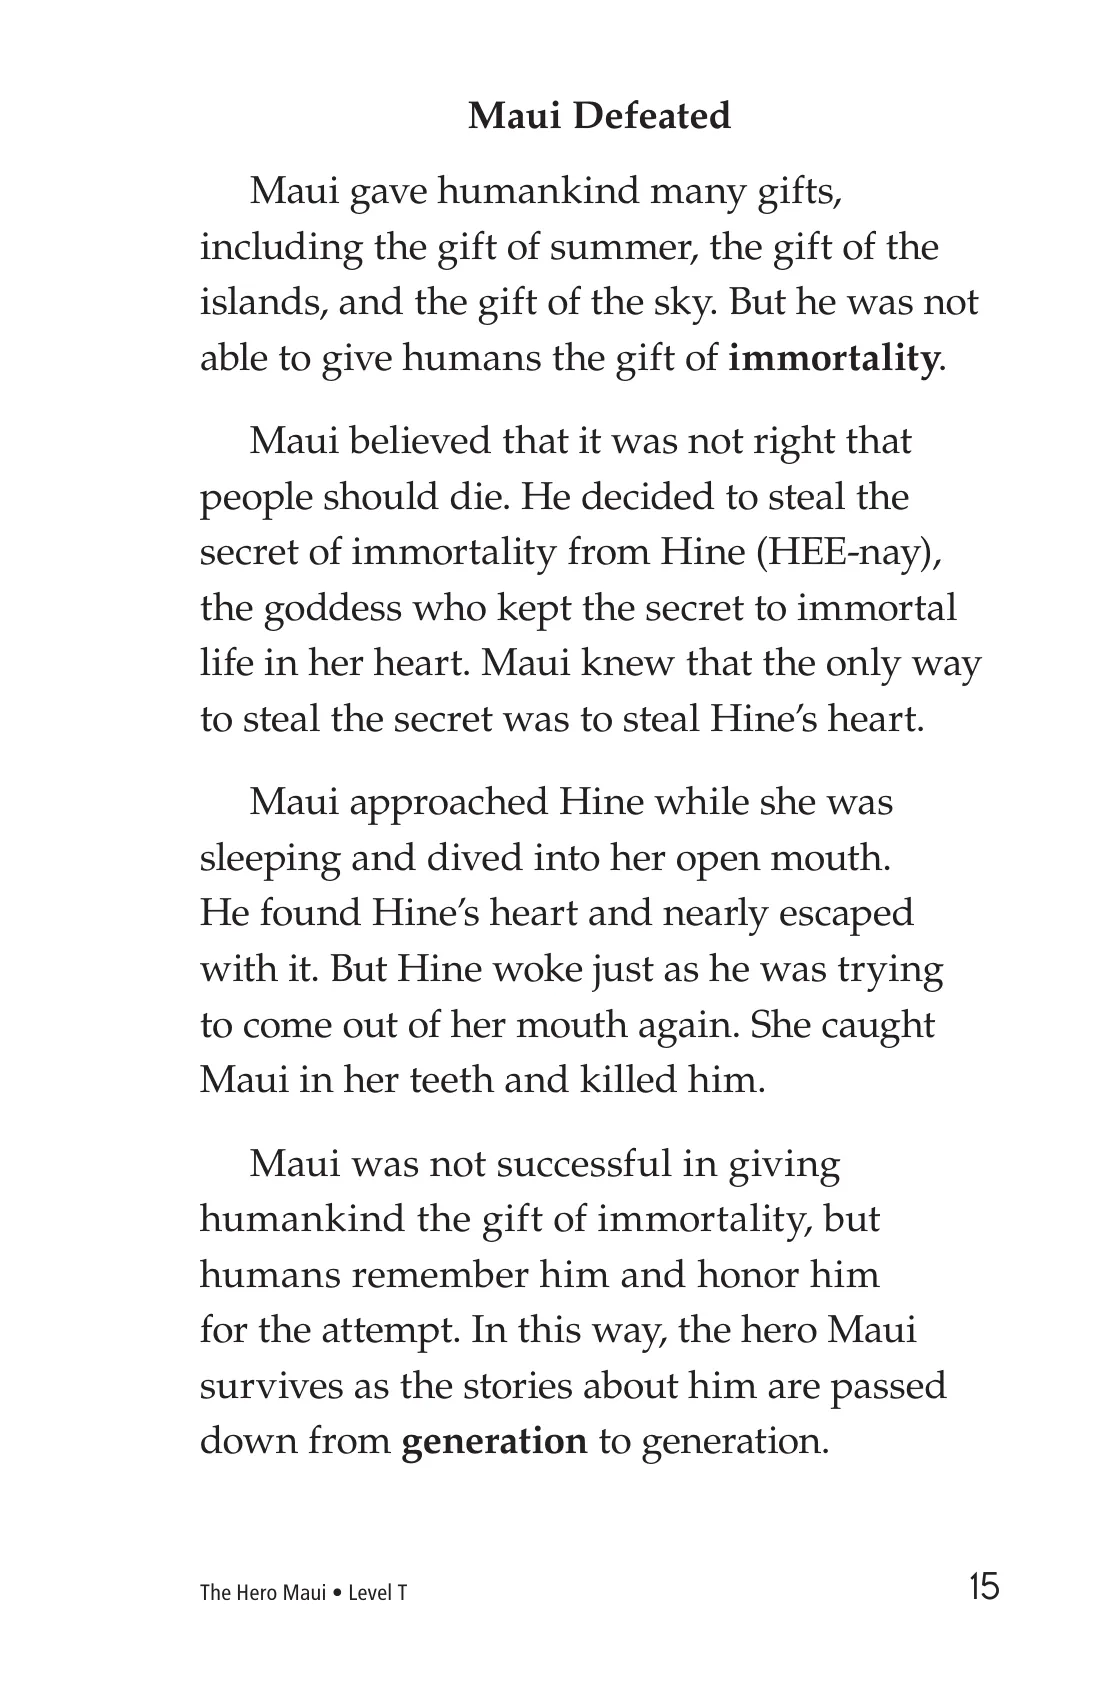 Maui Defeated
Maui gave humankind many gifts,
including the gift of summer, the gift of the
islands, and the gift of the sky. But he was not
able to give humans the gift of immortality.
Maui believed that it was not right that
people should die. He decided to steal the
secret of immortality from Hine (HEE-nay),
the goddess who kept the secret to immortal
life in her heart. Maui knew that the only way
to steal the secret was to steal Hine’s heart.
Maui approached Hine while she was
sleeping and dived into her open mouth.
He found Hine’s heart and nearly escaped
with it. But Hine woke just as he was trying
to come out of her mouth again. She caught
Maui in her teeth and killed him.
Maui was not successful in giving
humankind the gift of immortality, but
humans remember him and honor him
for the attempt. In this way, the hero Maui
survives as the stories about him are passed
down from generation to generation.
The Hero Maui • Level T
15